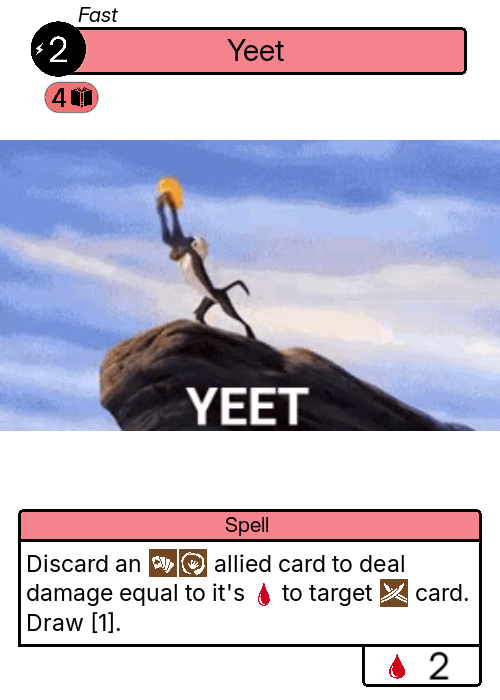 Fast
2
Yeet
4
YEET
Spell
Discard an allied card to deal
damage equal to it's to target card.
Draw [1].
2